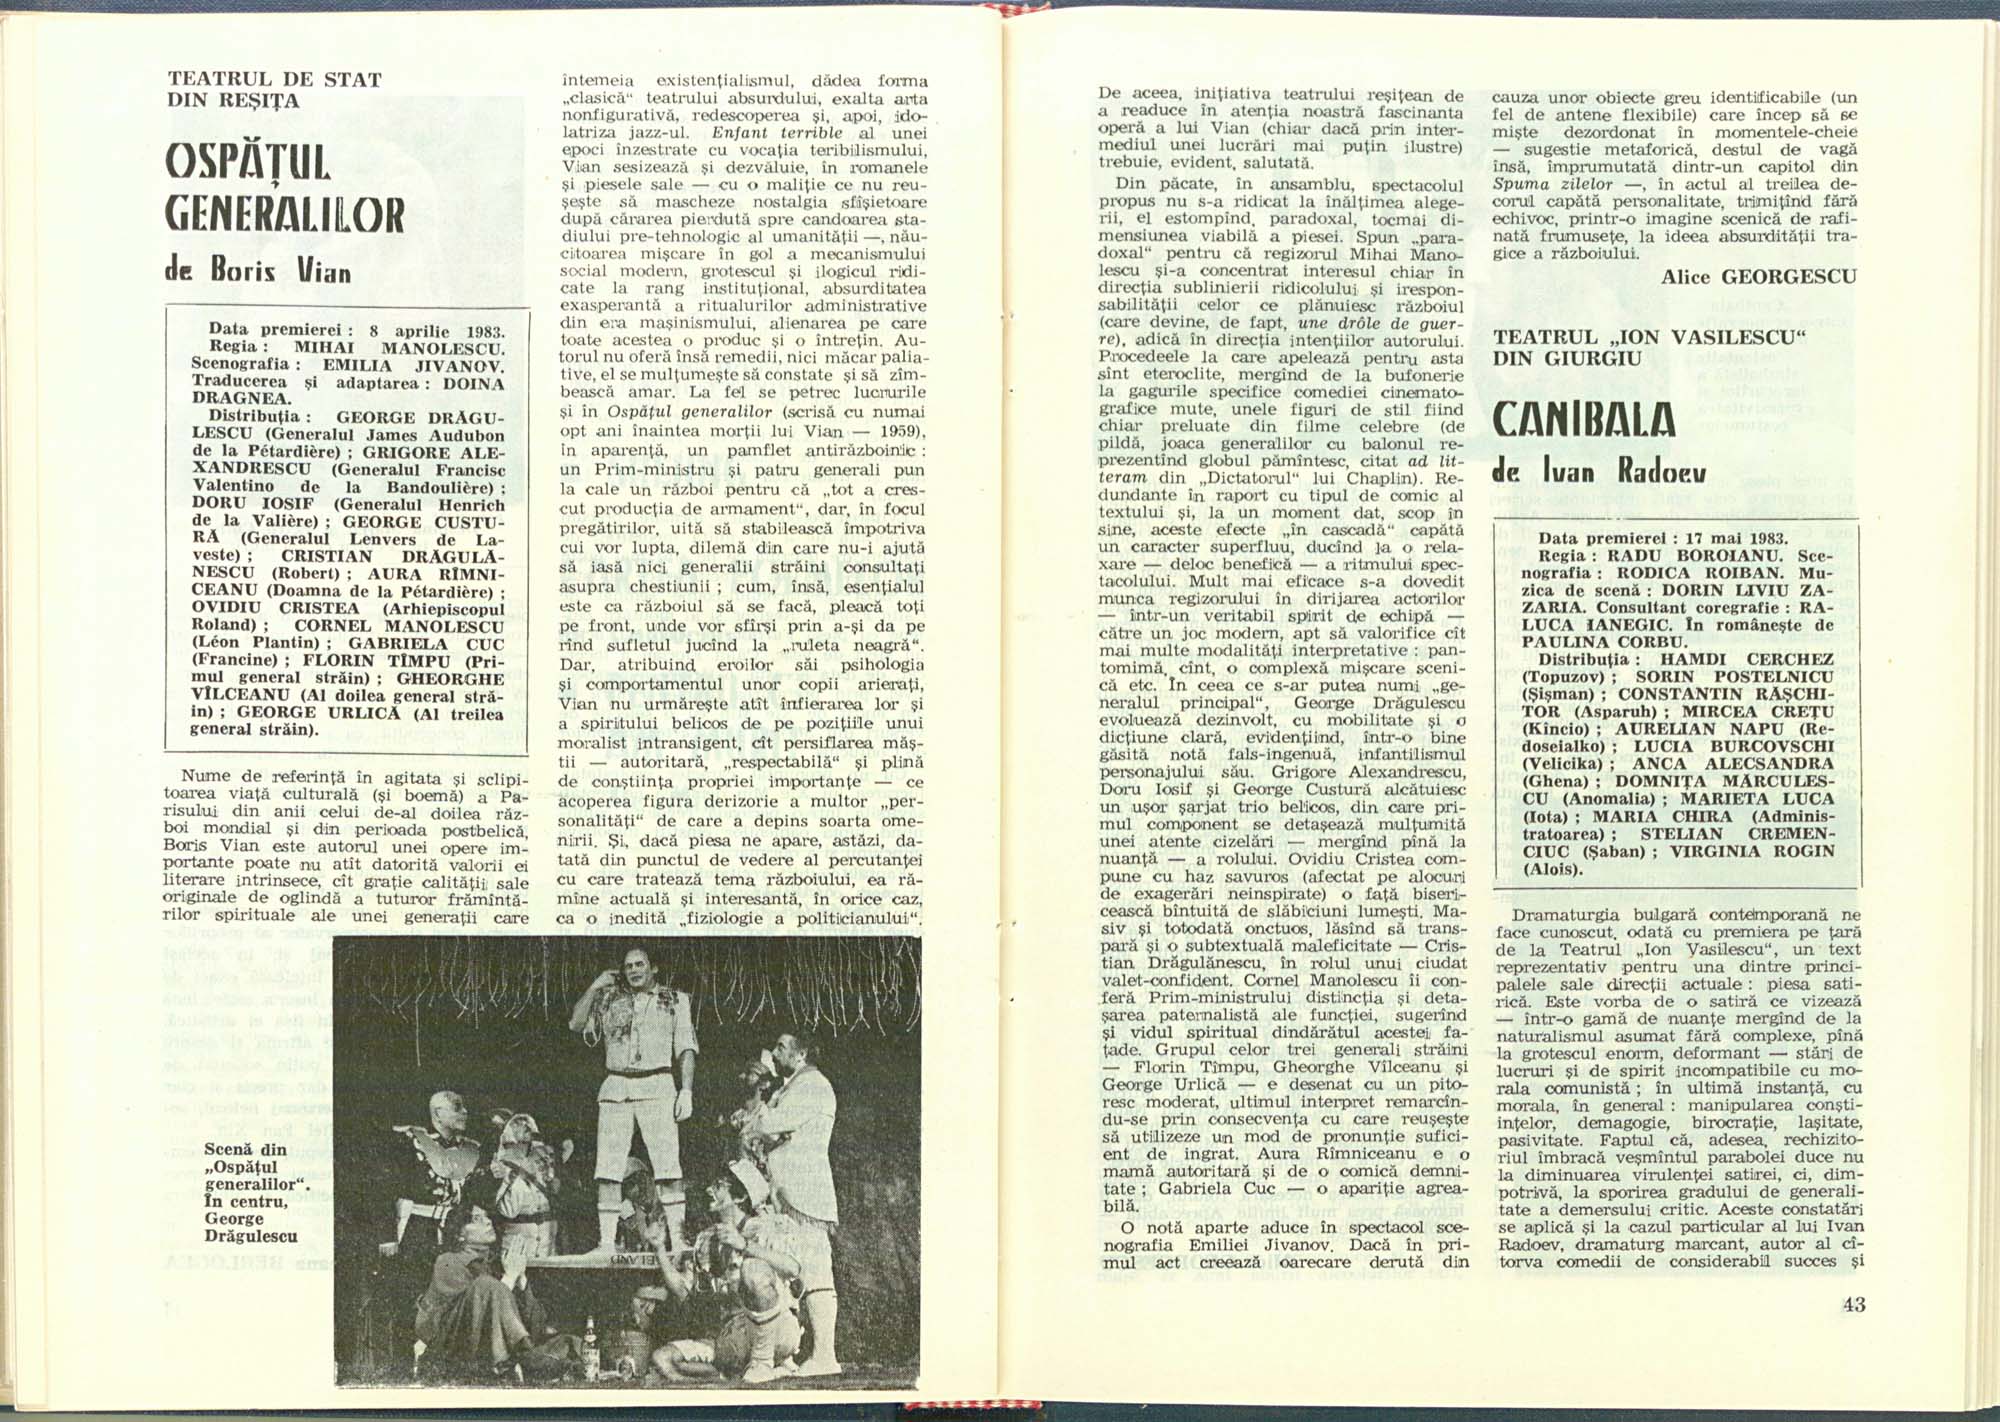 TEATRUL DE STAT
DIN REȘIȚA
OSPĂȚUL
GENERALILOR
de Boris Vian
Data premierei : 8 aprilie 1983.
Regia : MIHAI MANOLESCU.
Scenografia : EMILIA JIVANOV.
Traducerea și adaptarea : DOINA
DRAGNEA.
Distribuția : GEORGE DRĂGU-
LESCU (Generalul James Audubon
de la Pétardière) ; GRIGORE ALE-
XANDRESCU (Generalul Francisc
Valentino de la Bandoulière) ;
DORU IOSIF (Generalul Henrich
de la Valière) ; GEORGE CUSTU-
RĂ (Generalul Lenvers de La-
veste) ; CRISTIAN DRĂGULĂ-
NESCU (Robert) ; AURA RÎMNI-
CEANU (Doamna de la Pétardière) ;
OVIDIU CRISTEA (Arhiepiscopul
Roland) ; CORNEL MANOLESCU
(Léon Plantin) ; GABRIELA CUC
(Francine) ; FLORIN TÎMPU (Pri-
mul general străin) ; GHEORGHE
VÎLCEANU (Al doilea general stră-
in) ; GEORGE URLICĂ (Al treilea
general străin).
Nume de referință în agitata și sclipi-
toarea viață culturală (și boemă) a Pa-
risului din anii celui de-al doilea răz-
boi mondial și din perioada postbelică,
Boris Vian este autorul unei opere im-
portante poate nu atît datorită valorii ei
literare intrinsece, cît grație calității sale
originale de oglindă a tuturor frămîntă-
rilor spirituale ale unei generații care
întemeia existențialismul, dădea forma
„clasică“ teatrului absurdului, exalta arta
nonfigurativă, redescoperea și, apoi, ido-
latriza jazz-ul. Enfant terrible al unei
epoci înzestrate cu vocația teribilismului,
Vian sesizează și dezvăluie, în romanele
și piesele sale — cu o maliție ce nu reu-
șește să mascheze nostalgia sfîșietoare
după cărarea pierdută spre candoarea sta-
diului pre-tehnologic al umanității —, nău-
citoarea mișcare în gol a mecanismului
social modern, grotescul și ilogicul ridi-
cate la rang instituțional, absurditatea
exasperantă a ritualurilor administrative
din era mașinismului, alienarea pe care
toate acestea o produc și o întrețin. Au-
torul nu oferă însă remedii, nici măcar palia-
tive, el se mulțumește să constate și să zîm-
bească amar. La fel se petrec lucrurile
și în Ospățul generalilor (scrisă cu numai
opt ani înaintea morții lui Vian — 1959),
în aparență, un pamflet antirăzboinic :
un Prim-ministru și patru generali pun
la cale un război pentru că „tot a cres-
cut producția de armament“, dar, în focul
pregătirilor, uită să stabilească împotriva
cui vor lupta, dilemă din care nu-i ajută
să iasă nici generalii străini consultați
asupra chestiunii ; cum, însă, esențialul
este ca războiul să se facă, pleacă toți
pe front, unde vor sfîrși prin a-și da pe
rînd sufletul jucînd la „ruleta neagră“.
Dar, atribuind eroilor săi psihologia
și comportamentul unor copii arierați,
Vian nu urmărește atît înfierarea lor și
a spiritului belicos de pe pozițiile unui
moralist intransigent, cît persiflarea măș-
tii — autoritară, „respectabilă“ și plină
de conștiința propriei importanțe — ce
acoperea figura derizorie a multor „per-
sonalități“ de care a depins soarta ome-
nirii. Și, dacă piesa ne apare, astăzi, da-
tată din punctul de vedere al percutanței
cu care tratează tema războiului, ea ră-
mîne actuală și interesantă, în orice caz,
ca o inedită „fiziologie a politicianului“.
Scenă din
„Ospățul
generalilor“.
În centru,
George
Drăgulescu
De aceea, inițiativa teatrului reșițean de
a readuce în atenția noastră fascinanta
operă a lui Vian (chiar dacă prin inter-
mediul unei lucrări mai puțin ilustre)
trebuie, evident, salutată.
Din păcate, în ansamblu, spectacolul
propus nu s-a ridicat la înălțimea alege-
rii, el estompînd, paradoxal, tocmai di-
mensiunea viabilă a piesei. Spun „para-
doxal“ pentru că regizorul Mihai Mano-
lescu și-a concentrat interesul chiar în
direcția sublinierii ridicolului și irespon-
sabilității celor ce plănuiesc războiul
(care devine, de fapt, une drôle de guer-
re), adică în direcția intențiilor autorului.
Procedeele la care apelează pentru asta
sînt eteroclite, mergînd de la bufonerie
la gagurile specifice comediei cinemato-
grafice mute, unele figuri de stil fiind
chiar preluate din filme celebre (de
pildă, joaca generalilor cu balonul re-
prezentînd globul pămîntesc, citat ad lit-
teram din „Dictatorul“ lui Chaplin). Re-
dundante în raport cu tipul de comic al
textului și, la un moment dat, scop în
sine, aceste efecte „în cascadă“ capătă
un caracter superfluu, ducînd la o rela-
xare — deloc benefică — a ritmului spec-
tacolului. Mult mai eficace s-a dovedit
munca regizorului în dirijarea actorilor
— într-un veritabil spirit de echipă —
către un joc modern, apt să valorifice cît
mai multe modalități interpretative : pan-
tomimă, cînt, o complexă mișcare sceni-
că etc. În ceea ce s-ar putea numi „ge-
neralul principal“, George Drăgulescu
evoluează dezinvolt, cu mobilitate și o
dicțiune clară, evidențiind, într-o bine
găsită notă fals-ingenuă, infantilismul
personajului său. Grigore Alexandrescu,
Doru Iosif și George Custură alcătuiesc
un ușor șarjat trio belicos, din care pri-
mul component se detașează mulțumită
unei atente cizelări — mergînd pînă la
nuanță — a rolului. Ovidiu Cristea com-
pune cu haz savuros (afectat pe alocuri
de exagerări neinspirate) o față biseri-
cească bîntuită de slăbiciuni lumești. Ma-
siv și totodată onctuos, lăsînd să trans-
pară și o subtextuală maleficitate — Cris-
tian Drăgulănescu, în rolul unui ciudat
valet-confident. Cornel Manolescu îi con-
feră Prim-ministrului distincția și deta-
șarea paternalistă ale funcției, sugerînd
și vidul spiritual dindărătul acestei fa-
țade. Grupul celor trei generali străini
— Florin Tîmpu, Gheorghe Vîlceanu și
George Urlică — e desenat cu un pito-
resc moderat, ultimul interpret remarcîn-
du-se prin consecvența cu care reușește
să utilizeze un mod de pronunție sufici-
ent de ingrat. Aura Rîmniceanu e o
mamă autoritară și de o comică demni-
tate ; Gabriela Cuc — o apariție agrea-
bilă.
O notă aparte aduce în spectacol sce-
nografia Emiliei Jivanov. Dacă în pri-
mul act creează oarecare derută din
cauza unor obiecte greu identificabile (un
fel de antene flexibile) care încep să se
miște dezordonat în momentele-cheie
— sugestie metaforică, destul de vagă
însă, împrumutată dintr-un capitol din
Spuma zilelor —, în actul al treilea de-
corul capătă personalitate, trimițînd fără
echivoc, printr-o imagine scenică de rafi-
nată frumusețe, la ideea absurdității tra-
gice a războiului.
Alice GEORGESCU
TEATRUL „ION VASILESCU“
DIN GIURGIU
CANIBALA
de Ivan Radoev
Data premierei : 17 mai 1983.
Regia : RADU BOROIANU. Sce-
nografia : RODICA ROIBAN. Mu-
zica de scenă : DORIN LIVIU ZA-
ZARIA. Consultant coregrafie : RA-
LUCA IANEGIC. În românește de
PAULINA CORBU.
Distribuția : HAMDI CERCHEZ
(Topuzov) ; SORIN POSTELNICU
(Șișman) ; CONSTANTIN RĂȘCHI-
TOR (Asparuh) ; MIRCEA CREȚU
(Kincio) ; AURELIAN NAPU (Re-
doseialko) ; LUCIA BURCOVSCHI
(Velicika) ; ANCA ALECSANDRA
(Ghena) ; DOMNIȚA MĂRCULES-
CU (Anomalia) ; MARIETA LUCA
(Iota) ; MARIA CHIRA (Adminis-
tratoarea) ; STELIAN CREMEN-
CIUC (Șaban) ; VIRGINIA ROGIN
(Alois).
Dramaturgia bulgară contemporană ne
face cunoscut, odată cu premiera pe țară
de la Teatrul „Ion Vasilescu“, un text
reprezentativ pentru una dintre princi-
palele sale direcții actuale : piesa sati-
rică. Este vorba de o satiră ce vizează
— într-o gamă de nuanțe mergînd de la
naturalismul asumat fără complexe, pînă
la grotescul enorm, deformant — stări de
lucruri și de spirit incompatibile cu mo-
rala comunistă ; în ultimă instanță, cu
morala, în general : manipularea conști-
ințelor, demagogie, birocrație, lașitate,
pasivitate. Faptul că, adesea, rechizito-
riul îmbracă veșmîntul parabolei duce nu
la diminuarea virulenței satirei, ci, dim-
potrivă, la sporirea gradului de generali-
tate a demersului critic. Aceste constatări
se aplică și la cazul particular al lui Ivan
Radoev, dramaturg marcant, autor al cî-
torva comedii de considerabil succes și
43